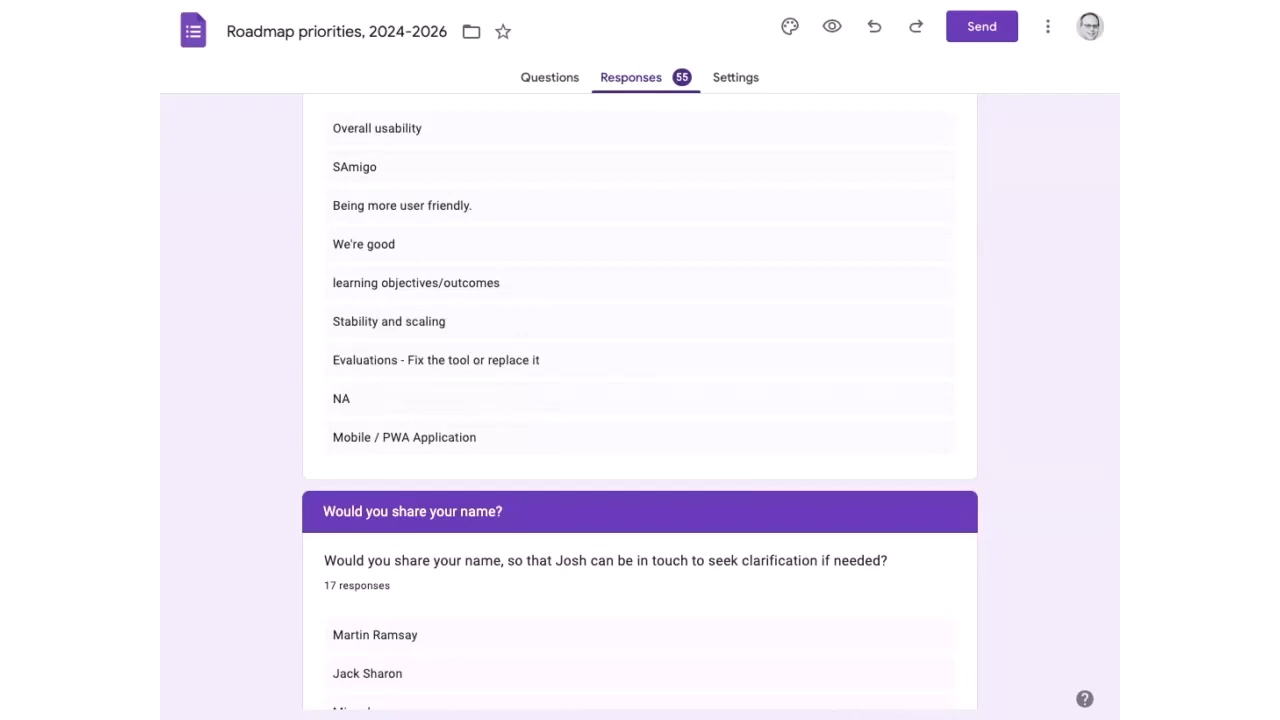 Roadmap priorities, 2024-2026
Send
Questions
Responses 55
Settings
Overall usability
SAmigo
Being more user friendly.
We're good
learning objectives/outcomes
Stability and scaling
Evaluations - Fix the tool or replace it
NA
Mobile / PWA Application
Would you share your name?
Would you share your name, so that Josh can be in touch to seek clarification if needed?
17 responses
Martin Ramsay
Jack Sharon